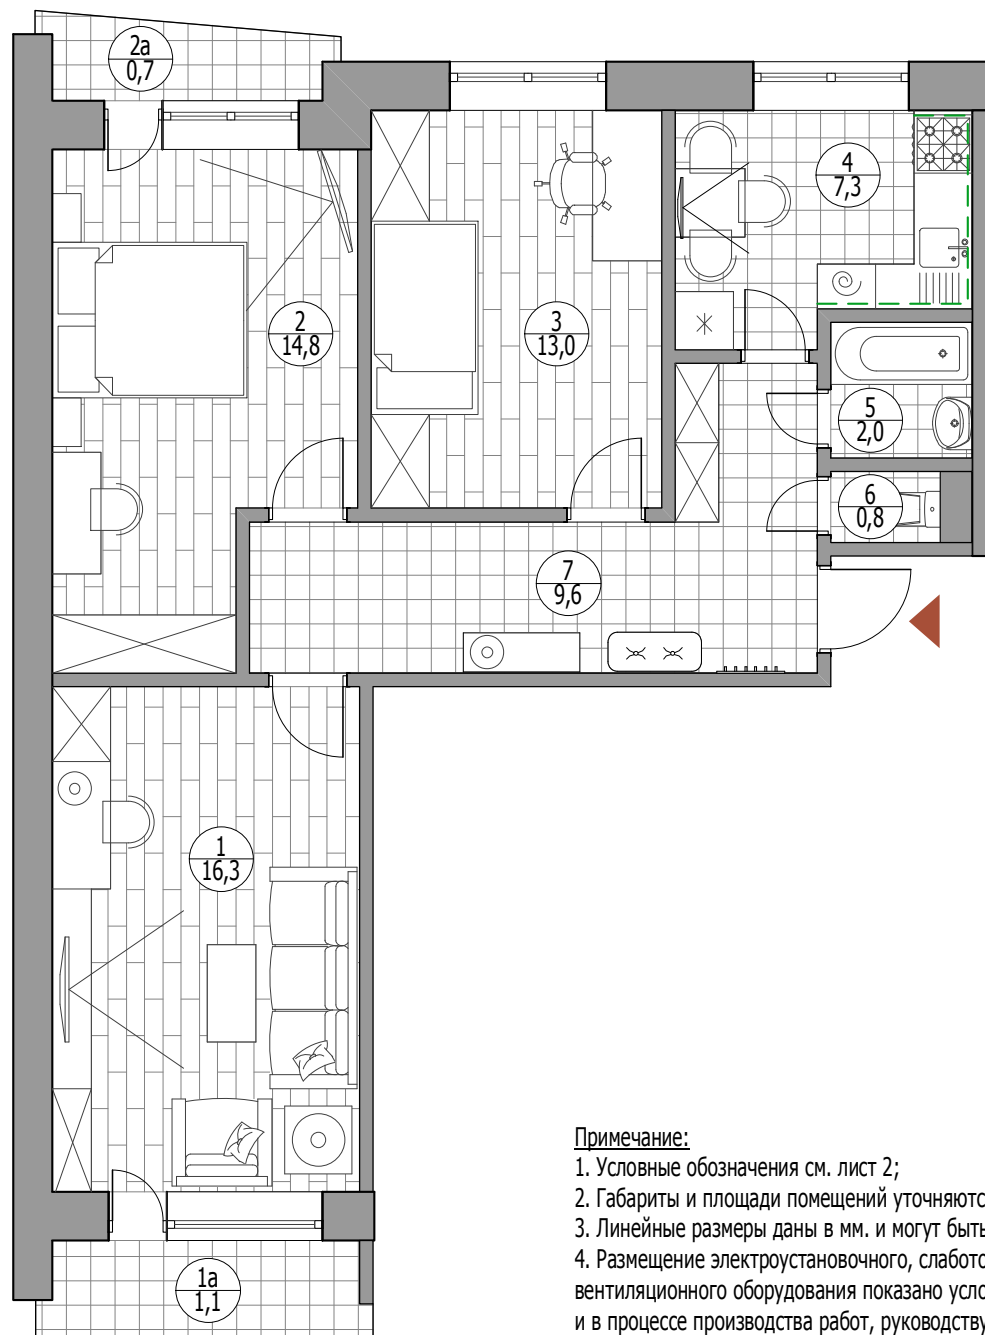 2а
0,7
4
7,3
2
14,8
3
13,0
5
2,0
6
0,8
7
9,6
1
16,3
1а
1,1
Примечание:
1. Условные обозначения см. лист 2;
2. Габариты и площади помещений уточняютс
3. Линейные размеры даны в мм. и могут быть
4. Размещение электроустановочного, слабото
вентиляционного оборудования показано усло
и в процессе производства работ, руководству